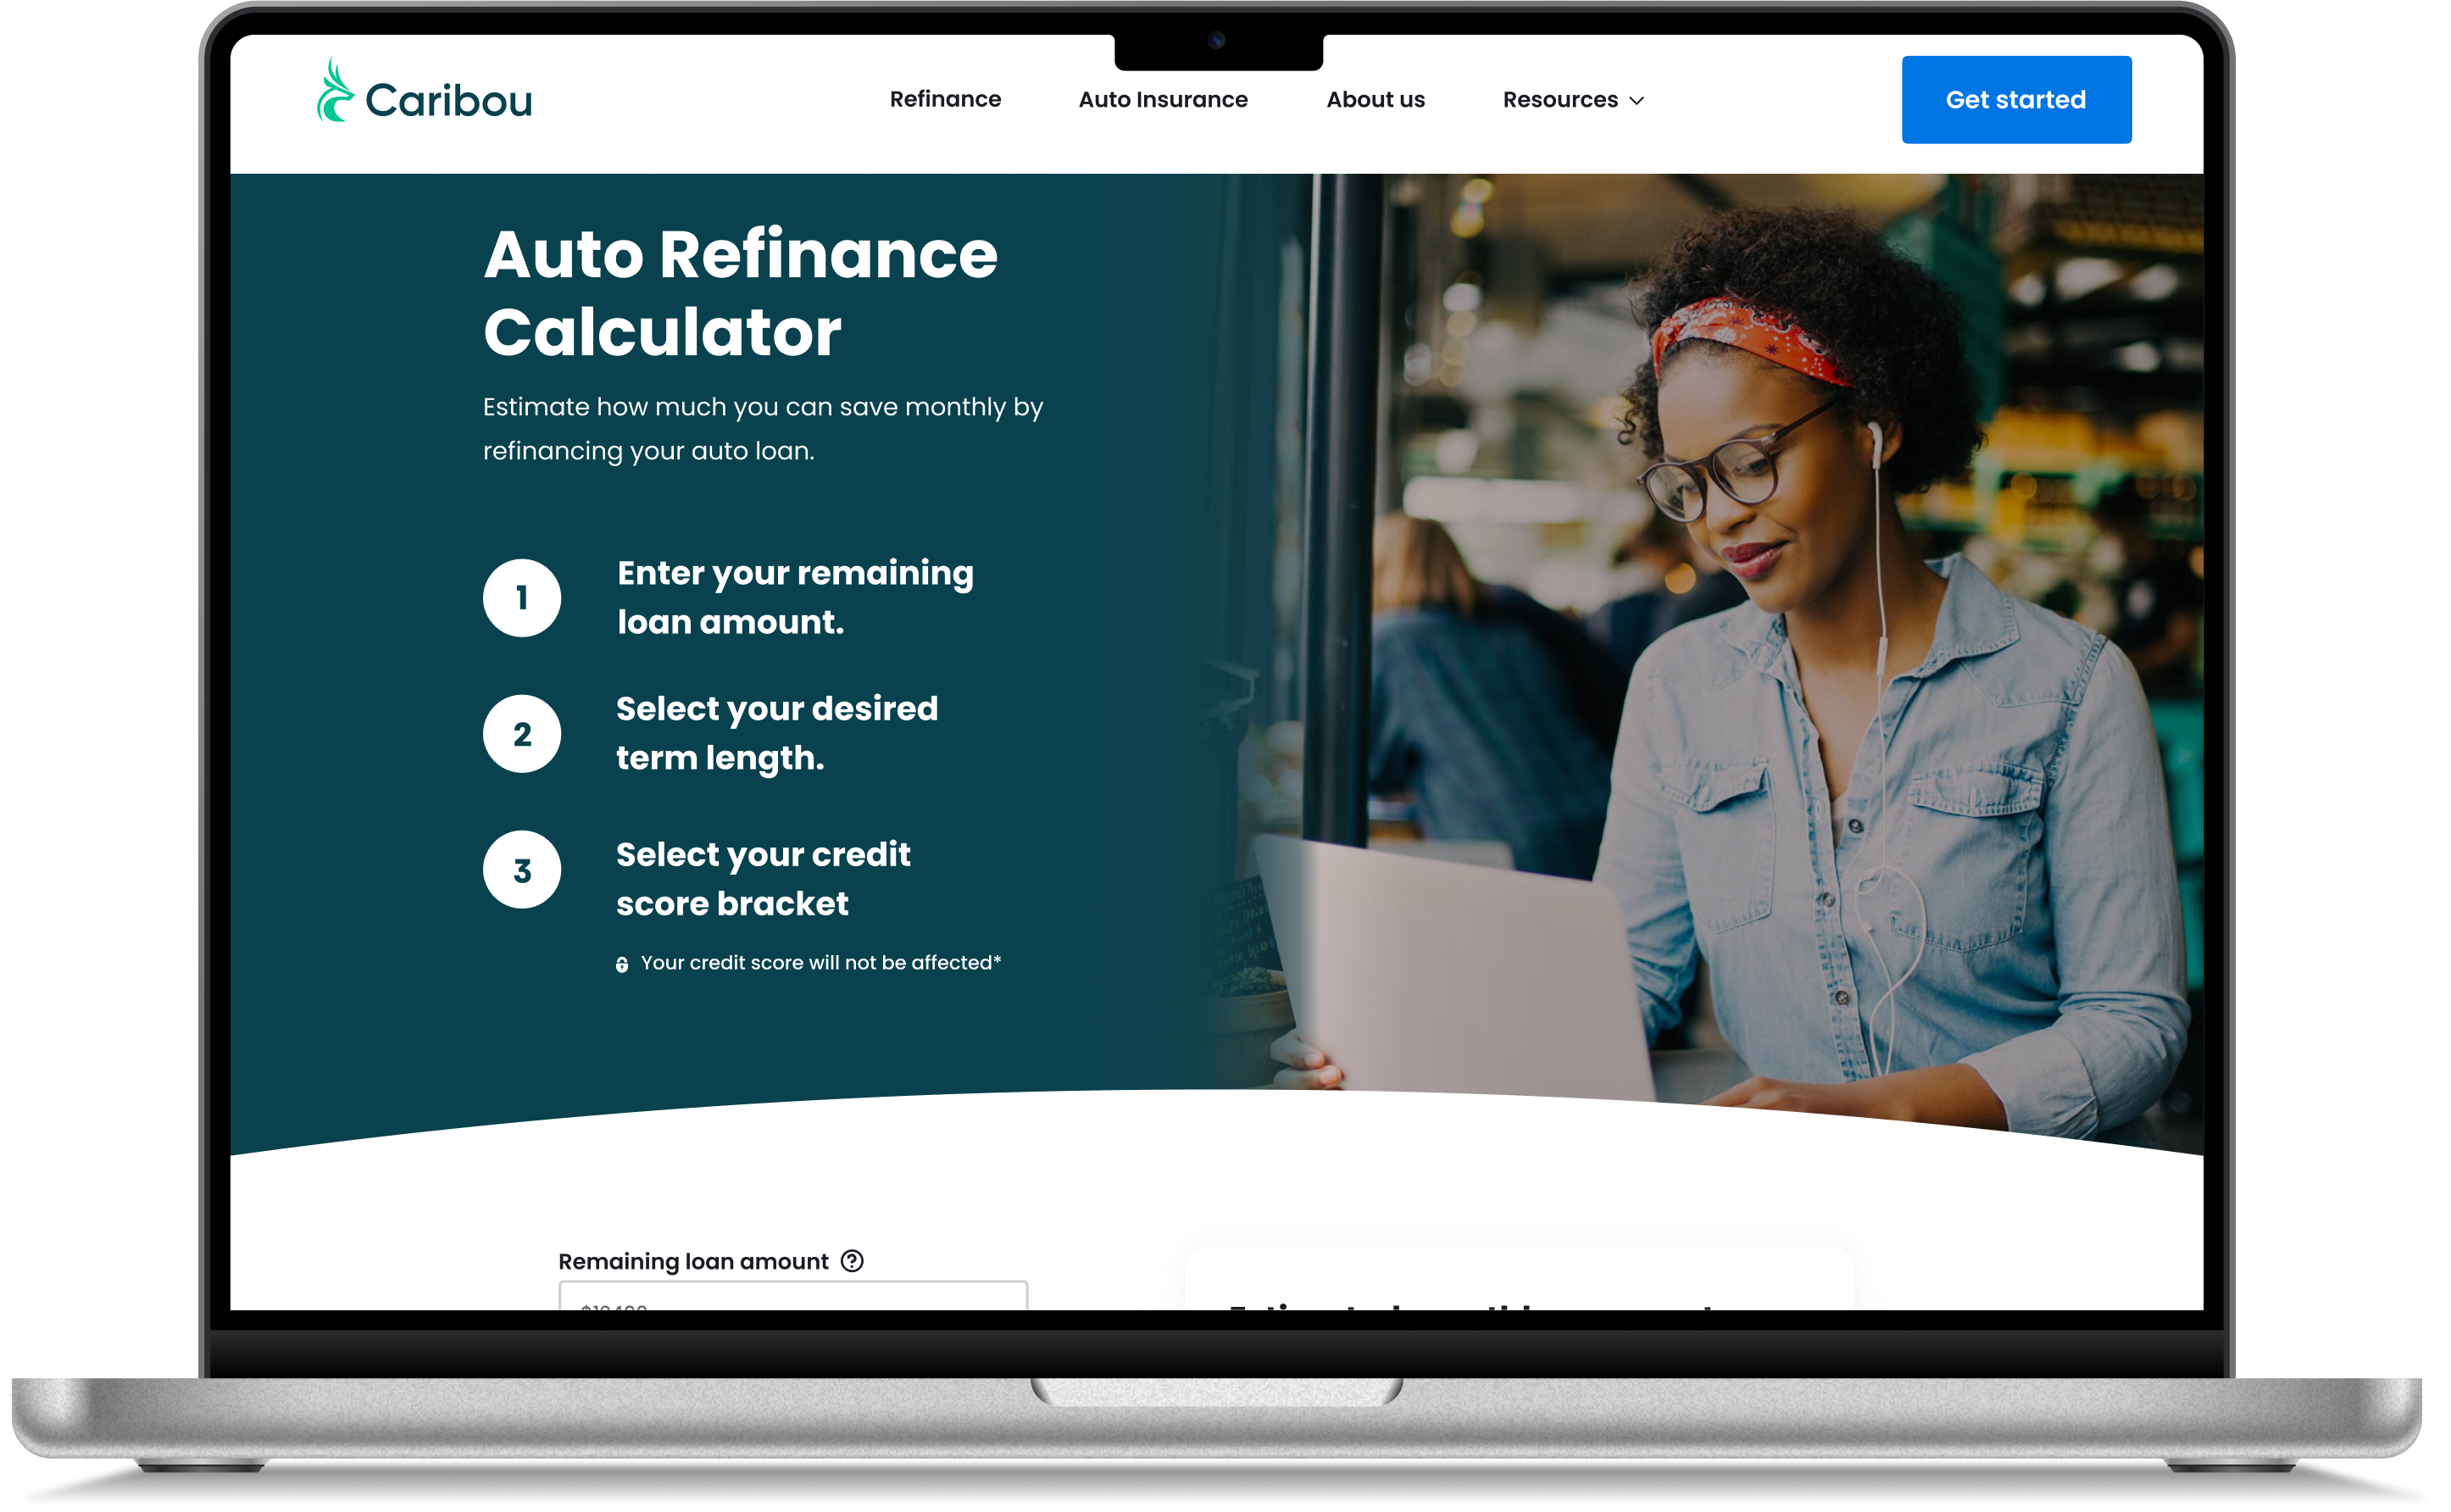 Caribou
Refinance
Auto Insurance
About us
Resources
Get started
Auto Refinance
Calculator
Estimate how much you can save monthly by
refinancing your auto loan.
1
Enter your remaining
loan amount.
2
Select your desired
term length.
3
Select your credit
score bracket
Your credit score will not be affected*
Remaining loan amount